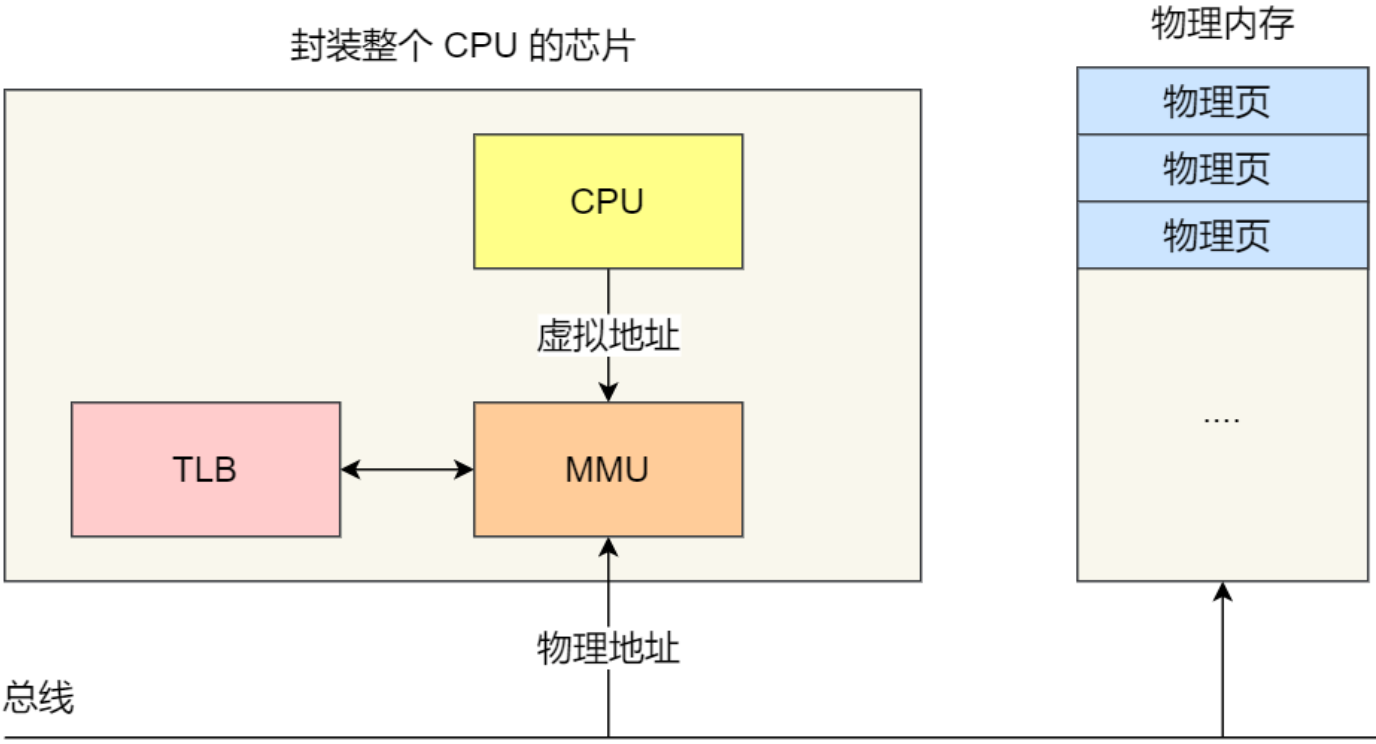 封装整个 CPU 的芯片
CPU
虚拟地址
TLB
MMU
物理地址
总线
物理内存
物理页
物理页
物理页
....